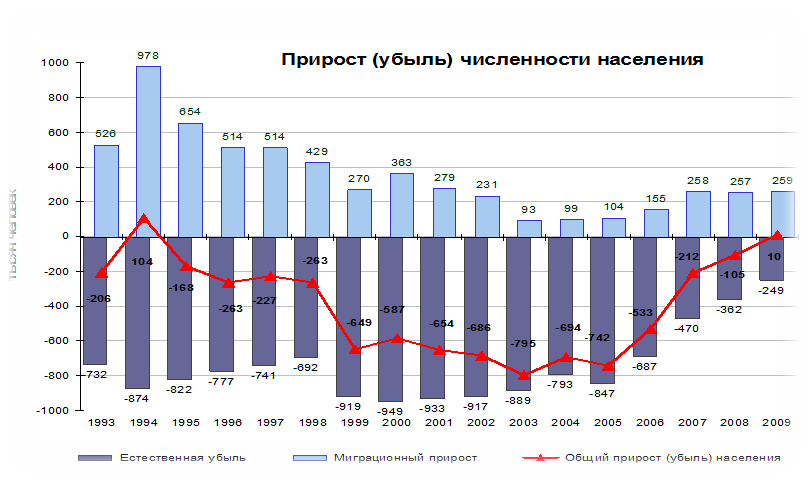 Прирост (убыль) численности населения
тысяч человек
1000
800
600
400
200
0
-200
-400
-600
-800
-1000
526 978 654 514 514 429 270 363 279 231 93 99 104 155 258 257 259
-206 104 -168 -263 -227 -263 -649 -587 -654 -686 -795 -694 -742 -533 -212 -105 10
-732 -874 -822 -777 -741 -692 -919 -949 -933 -917 -889 -793 -847 -687 -470 -362 -249
1993 1994 1995 1996 1997 1998 1999 2000 2001 2002 2003 2004 2005 2006 2007 2008 2009
Естественная убыль Миграционный прирост Общий прирост (убыль) населения